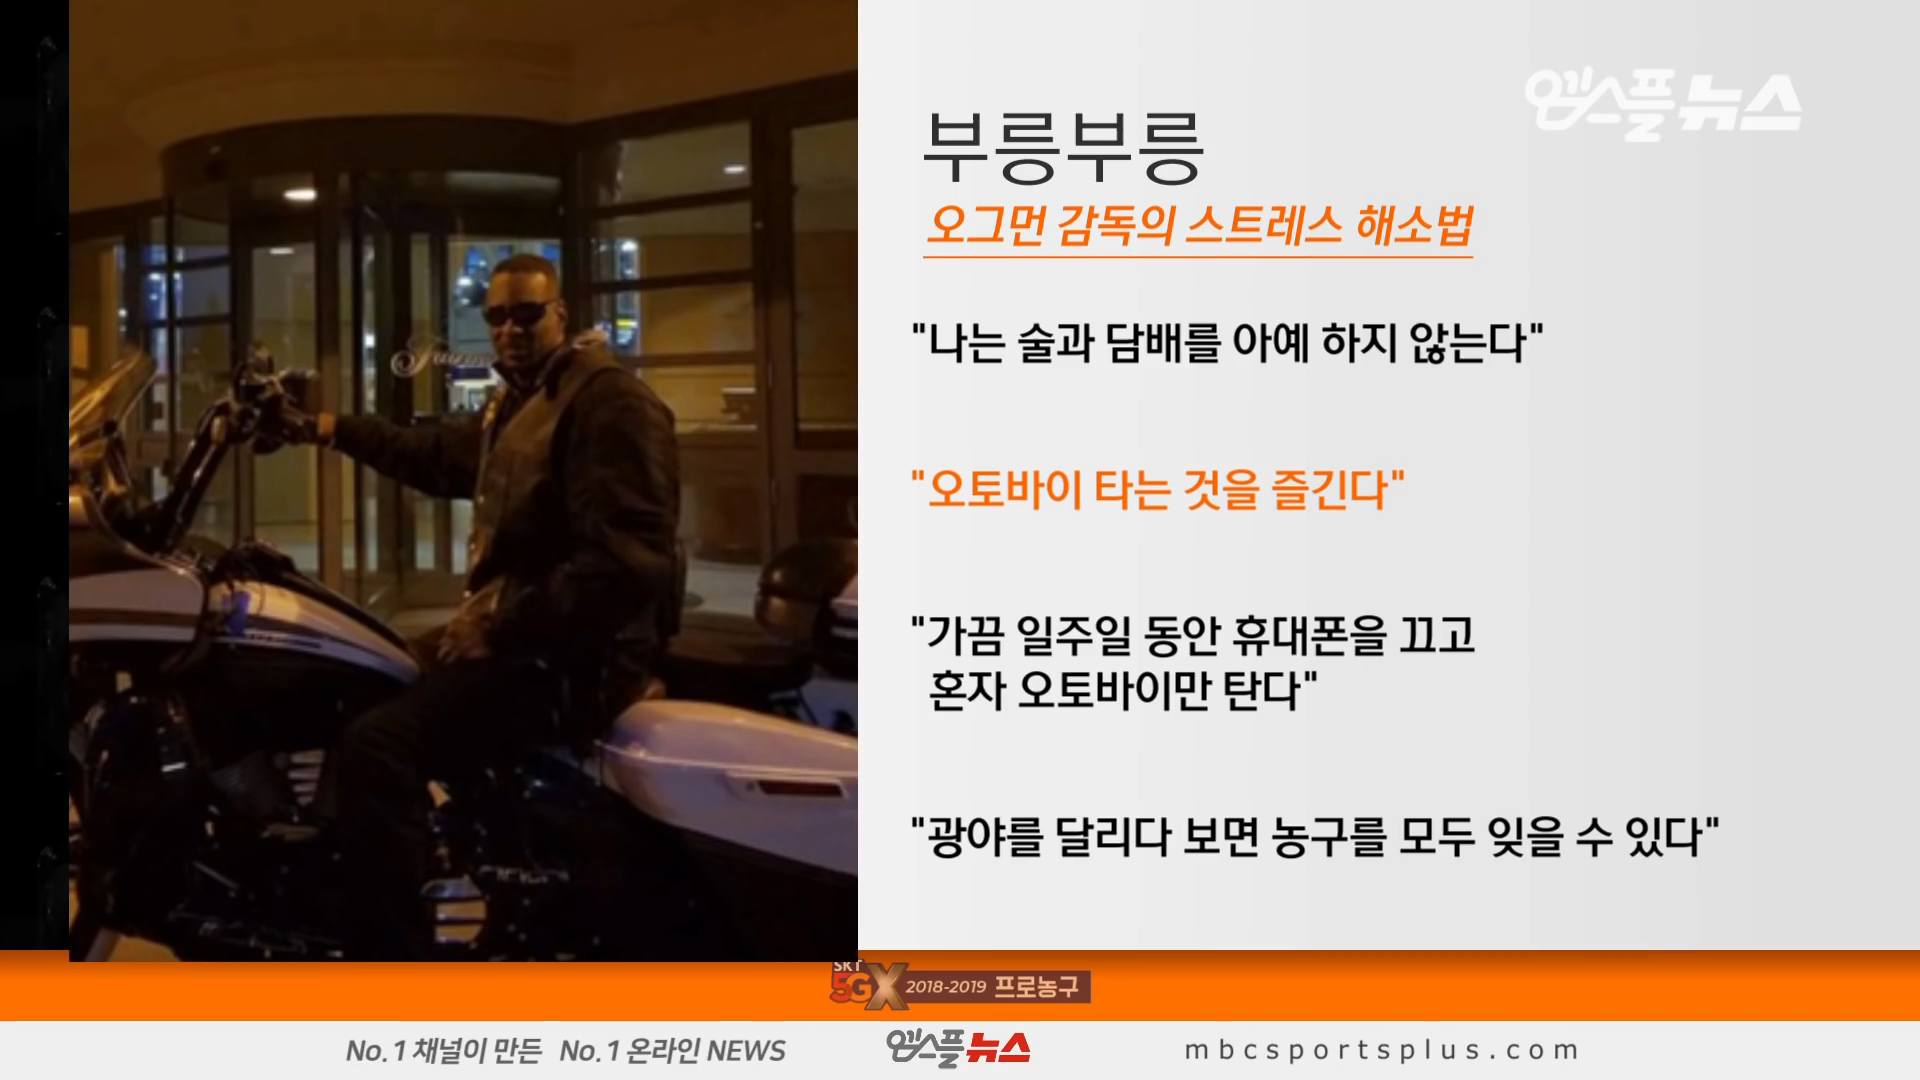 엠스플뉴스
부릉부릉
오그먼 감독의 스트레스 해소법
"나는 술과 담배를 아예 하지 않는다"
"오토바이 타는 것을 즐긴다"
"가끔 일주일 동안 휴대폰을 끄고
혼자 오토바이만 탄다"
"광야를 달리다 보면 농구를 모두 잊을 수 있다"
SKT
5GX 2018-2019 프로농구
No.1 채널이 만든 No.1 온라인 NEWS
엠스플뉴스
mbcsportsplus.com